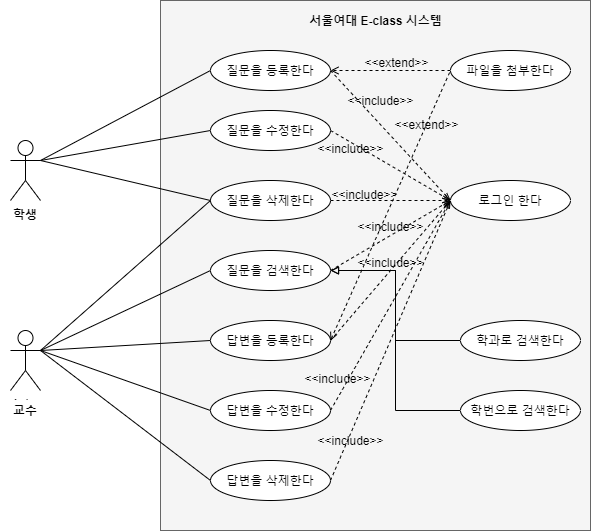 서울여대 E-class 시스템
질문을 등록한다
<<extend>>
파일을 첨부한다
<<include>>
<<extend>>
질문을 수정한다
<<include>>
학생
질문을 삭제한다
<<include>>
로그인 한다
<<include>>
질문을 검색한다
<<include>>
답변을 등록한다
학과로 검색한다
교수
<<include>>
답변을 수정한다
학번으로 검색한다
<<include>>
답변을 삭제한다